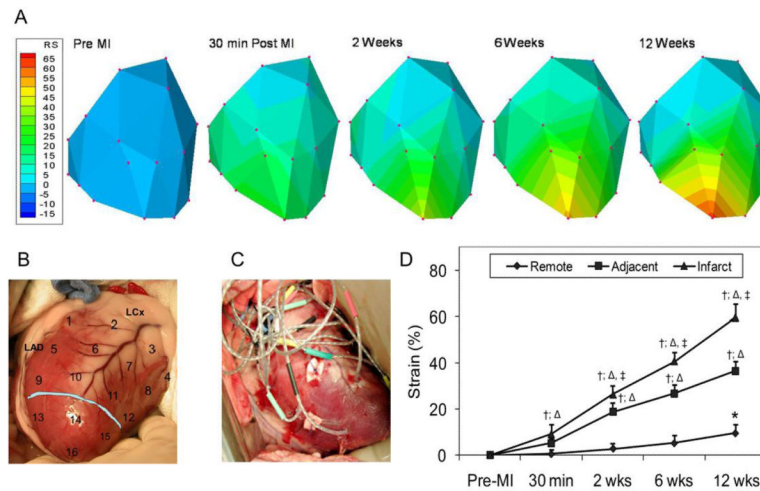 A
RS
65
60
55
50
45
40
35
30
25
20
15
10
5
0
-5
-10
-15
Pre MI
30 min Post MI
2 Weeks
6 Weeks
12 Weeks
B
LCx
LAD
1
2
3
4
5
6
7
8
9
10
11
12
13
14
15
16
C
D
Remote
Adjacent
Infarct
Strain (%)
80
60
40
20
0
†; Δ
†; Δ, ‡
†; Δ
†; Δ, ‡
†; Δ
†; Δ, ‡
†; Δ
*
Pre-MI
30 min
2 wks
6 wks
12 wks